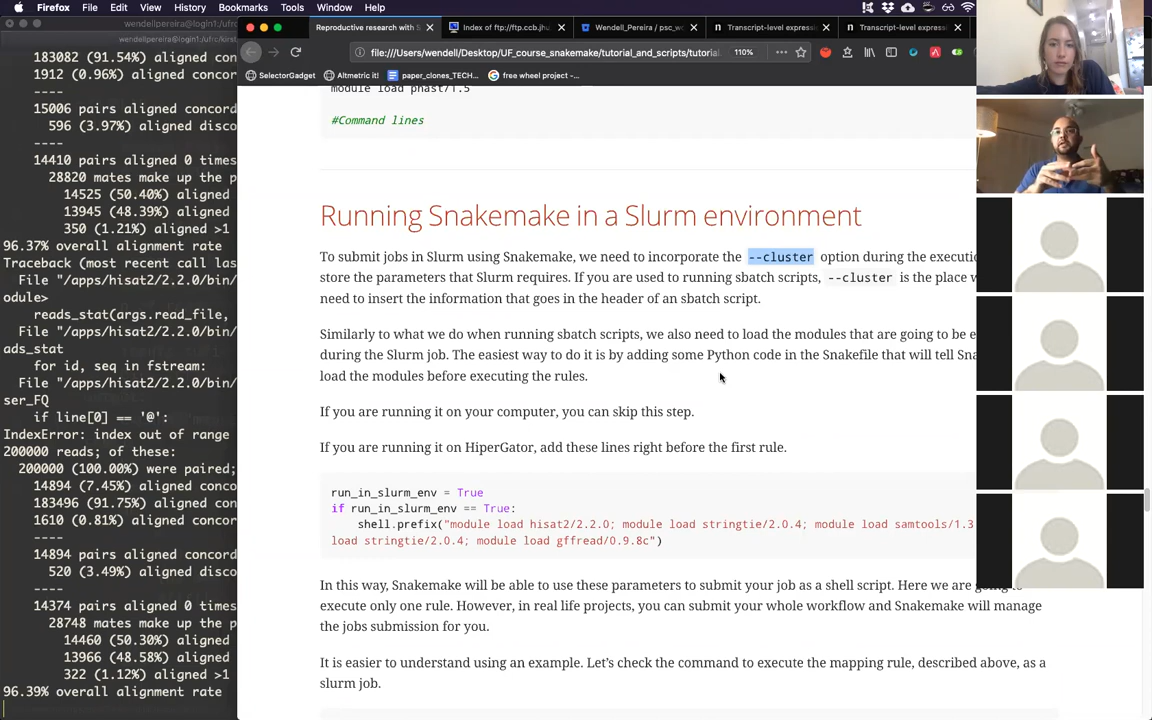 Firefox File Edit View History Bookmarks Tools Window Help
wendellpereira@login1:/ufrc/kirst
wendellpereira@login1:~/ufrc/kirs
Reproductive research with S
Index of ftp://ftp.ccb.jhu
Wendell_Pereira / psc_wo
Transcript-level expressi
Transcript-level expressi
file:///Users/wendell/Desktop/UF_course_snakemake/tutorial_and_scripts/tutorial 110%
SelectorGadget Altmetric it! paper_clones_TECH... free wheel project -...
183082 (91.54%) aligned
1912 (0.96%) aligned concor
----
15006 pairs aligned concord
596 (3.97%) aligned disco
----
14410 pairs aligned 0 times
28820 mates make up the p
14525 (50.40%) aligned
13945 (48.39%) aligned
350 (1.21%) aligned >1
96.37% overall alignment rate
Traceback (most recent call las
File "/apps/hisat2/2.2.0/bin/
odule>
reads_stat(args.read_file,
File "/apps/hisat2/2.2.0/bin/
ads_stat
for id, seq in fstream:
File "/apps/hisat2/2.2.0/bin/
ser_FQ
if line[0] == '@':
IndexError: index out of range
200000 reads; of these:
200000 (100.00%) were paired;
14894 (7.45%) aligned conco
183496 (91.75%) aligned
1610 (0.81%) aligned concor
----
14894 pairs aligned concord
520 (3.49%) aligned disco
----
14374 pairs aligned 0 times
28748 mates make up the p
14460 (50.30%) aligned
13966 (48.58%) aligned
322 (1.12%) aligned >1
96.39% overall alignment rate
module load phast/1.5
#Command lines
Running Snakemake in a Slurm environment
To submit jobs in Slurm using Snakemake, we need to incorporate the --cluster option during the executi
store the parameters that Slurm requires. If you are used to running sbatch scripts, --cluster is the place
need to insert the information that goes in the header of an sbatch script.
Similarly to what we do when running sbatch scripts, we also need to load the modules that are going to be e
during the Slurm job. The easiest way to do it is by adding some Python code in the Snakefile that will tell Sna
load the modules before executing the rules.
If you are running it on your computer, you can skip this step.
If you are running it on HiperGator, add these lines right before the first rule.
run_in_slurm_env = True
if run_in_slurm_env == True:
shell.prefix("module load hisat2/2.2.0; module load stringtie/2.0.4; module load samtools/1.3
load stringtie/2.0.4; module load gffread/0.9.8c")
In this way, Snakemake will be able to use these parameters to submit your job as a shell script. Here we are going to
execute only one rule. However, in real life projects, you can submit your whole workflow and Snakemake will manage
the jobs submission for you.
It is easier to understand using an example. Let's check the command to execute the mapping rule, described above, as a
slurm job.